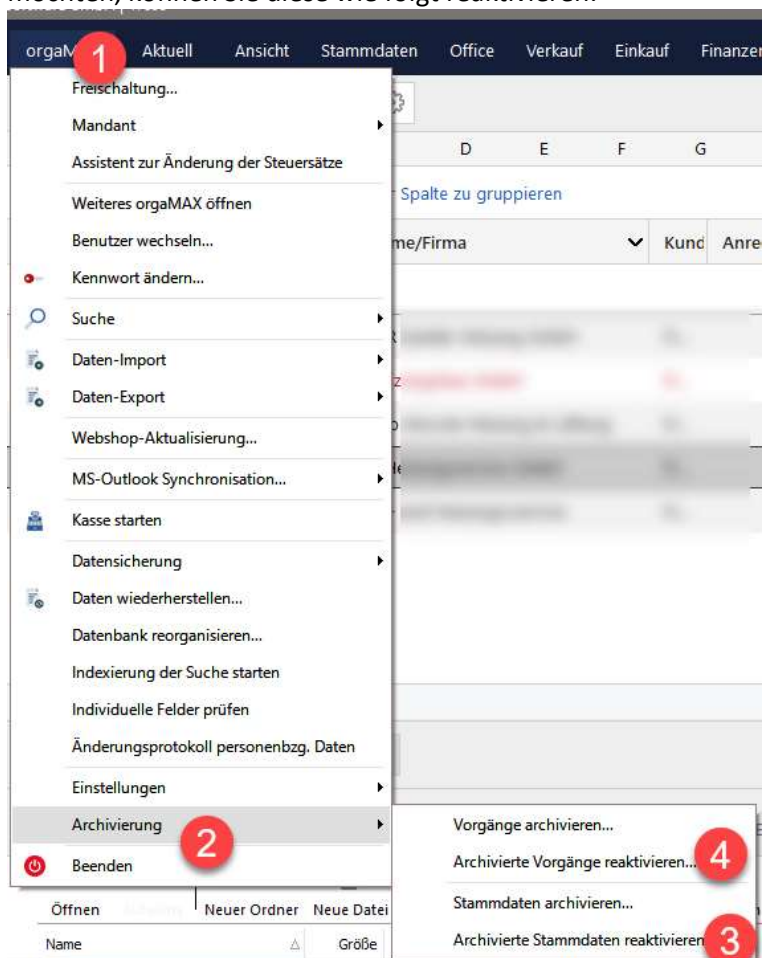 möchten, können Sie diese wie folgt reaktivieren:
orgaM 1 Aktuell Ansicht Stammdaten Office Verkauf Einkauf Finanzen
Freischaltung...
Mandant
D E F G
Assistent zur Änderung der Steuersätze
Weiteres orgaMAX öffnen
r Spalte zu gruppieren
Benutzer wechseln...
me/Firma Kund Anre
Kennwort ändern...
Suche
Daten-Import
Daten-Export
Webshop-Aktualisierung...
MS-Outlook Synchronisation...
Kasse starten
Datensicherung
Daten wiederherstellen...
Datenbank reorganisieren...
Indexierung der Suche starten
Individuelle Felder prüfen
Änderungsprotokoll personenbzg. Daten
Einstellungen
Archivierung 2
Vorgänge archivieren...
Beenden
Archivierte Vorgänge reaktivieren... 4
Stammdaten archivieren...
Öffnen Neuer Ordner Neue Datei
Archivierte Stammdaten reaktivieren 3
Name Größe